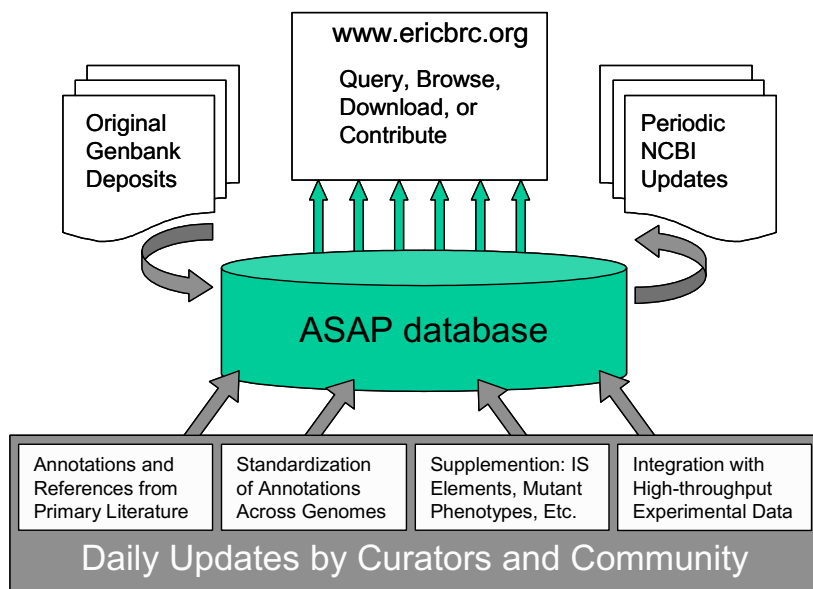 www.ericbrc.org
Query, Browse,
Download, or
Contribute
Original
Genbank
Deposits
Periodic
NCBI
Updates
ASAP database
Annotations and
References from
Primary Literature
Standardization
of Annotations
Across Genomes
Supplemention: IS
Elements, Mutant
Phenotypes, Etc.
Integration with
High-throughput
Experimental Data
Daily Updates by Curators and Community